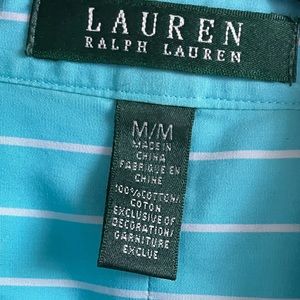 LAUREN
RALPH LAUREN
M/M
MADE IN
CHINA
FABRIQUE EN
CHINE
100%COTTON/
COTON
EXCLUSIVE OF
DECORATION/
GARNITURE
EXCLUE